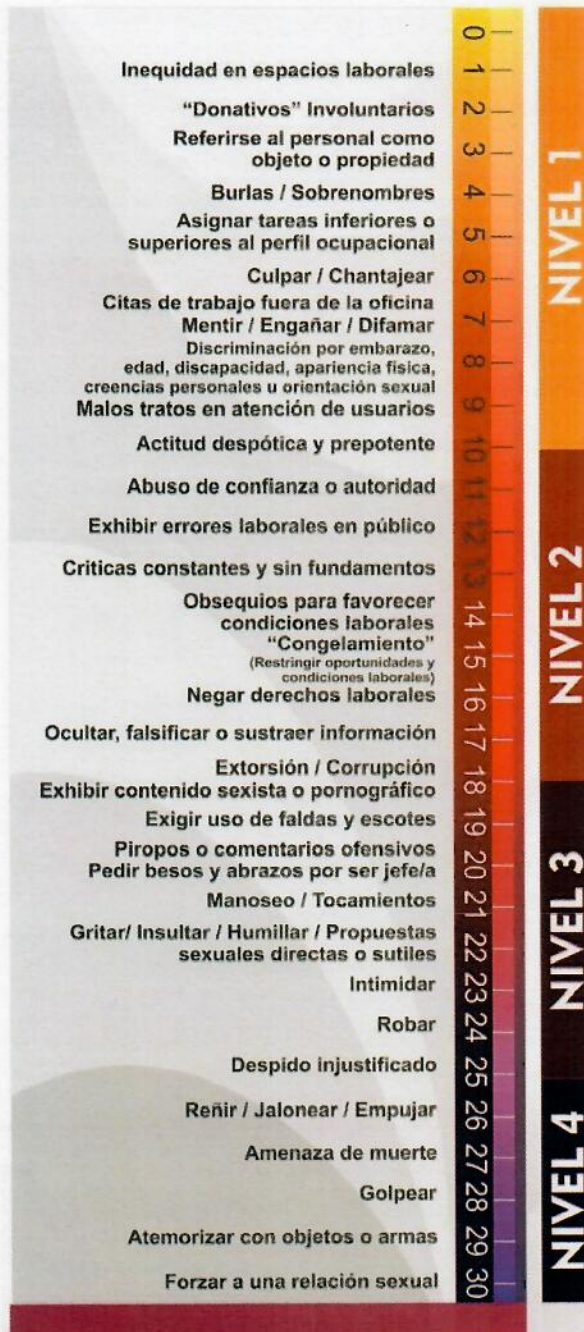 0
Inequidad en espacios laborales 1
“Donativos” Involuntarios 2
Referirse al personal como
objeto o propiedad 3
Burlas / Sobrenombres 4
Asignar tareas inferiores o
superiores al perfil ocupacional 5
Culpar / Chantajear 6
Citas de trabajo fuera de la oficina
Mentir / Engañar / Difamar 7
Discriminación por embarazo,
edad, discapacidad, apariencia física, 8
creencias personales u orientación sexual
Malos tratos en atención de usuarios 9
Actitud despótica y prepotente 10
Abuso de confianza o autoridad 11
Exhibir errores laborales en público 12
Criticas constantes y sin fundamentos 13
Obsequios para favorecer
condiciones laborales 14
“Congelamiento”
(Restringir oportunidades y 15
condiciones laborales)
Negar derechos laborales 16
Ocultar, falsificar o sustraer información 17
Extorsión / Corrupción
Exhibir contenido sexista o pornográfico 18
Exigir uso de faldas y escotes 19
Piropos o comentarios ofensivos
Pedir besos y abrazos por ser jefe/a 20
Manoseo / Tocamientos 21
Gritar/ Insultar / Humillar / Propuestas
sexuales directas o sutiles 22
Intimidar 23
Robar 24
Despido injustificado 25
Reñir / Jalonear / Empujar 26
Amenaza de muerte 27
Golpear 28
Atemorizar con objetos o armas 29
Forzar a una relación sexual 30
NIVEL 1
NIVEL 2
NIVEL 3
NIVEL 4